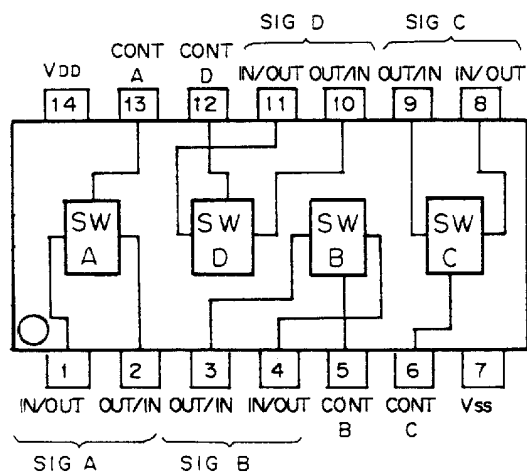 SIG D SIG C
VDD CONT A CONT D IN/OUT OUT/IN OUT/IN IN/OUT
14 13 12 11 10 9 8
SW A SW D SW B SW C
1 2 3 4 5 6 7
IN/OUT OUT/IN OUT/IN IN/OUT CONT B CONT C Vss
SIG A SIG B